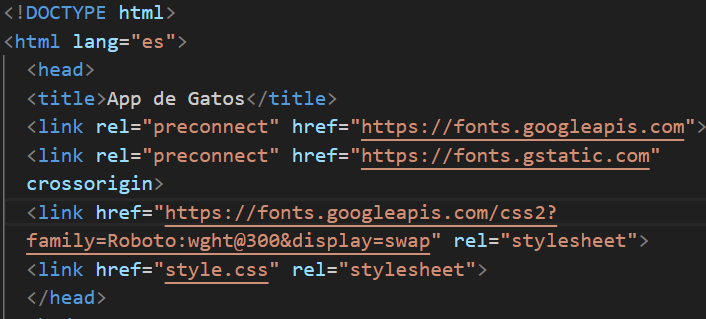 <!DOCTYPE html>
<html lang="es">
<head>
<title>App de Gatos</title>
<link rel="preconnect" href="https://fonts.googleapis.com">
<link rel="preconnect" href="https://fonts.gstatic.com"
crossorigin>
<link href="https://fonts.googleapis.com/css2?
family=Roboto:wght@300&display=swap" rel="stylesheet">
<link href="style.css" rel="stylesheet">
</head>